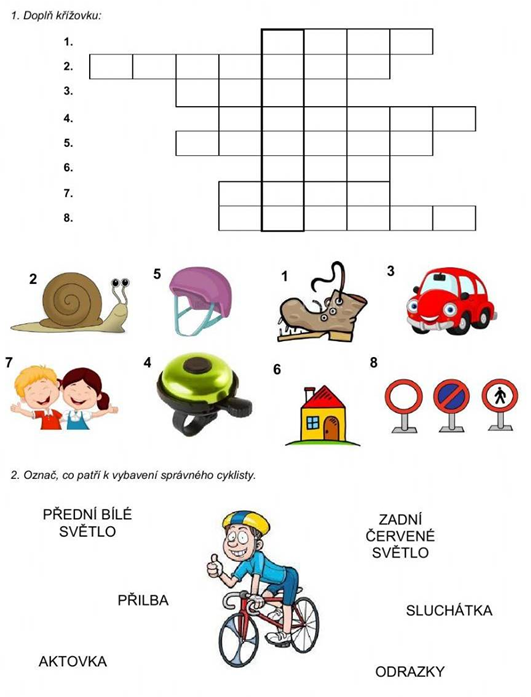 1. Doplň křížovku:
1.
2.
3.
4.
5.
6.
7.
8.
2
5
1
3
7
4
6
8
2. Označ, co patří k vybavení správného cyklisty.
PŘEDNÍ BÍLÉ
SVĚTLO
ZADNÍ
ČERVENÉ
SVĚTLO
PŘILBA
SLUCHÁTKA
AKTOVKA
ODRAZKY